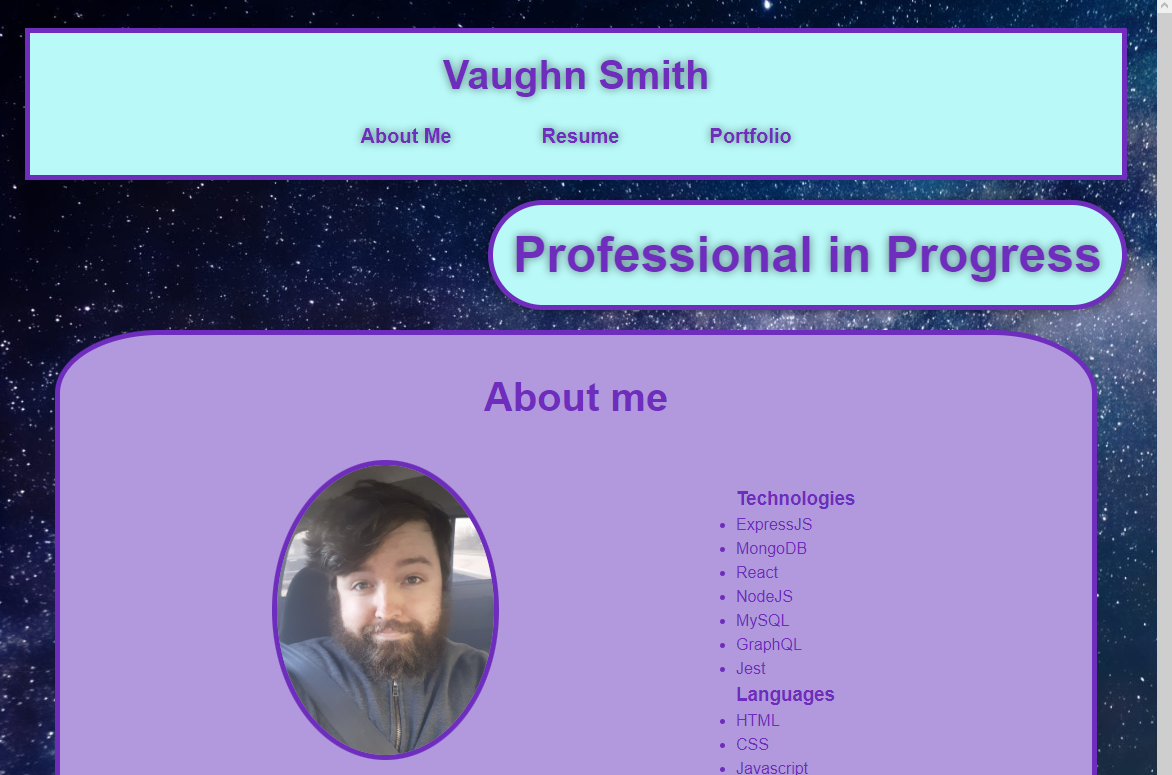 Vaughn Smith
About Me Resume Portfolio
Professional in Progress
About me
Technologies
ExpressJS
MongoDB
React
NodeJS
MySQL
GraphQL
Jest
Languages
HTML
CSS
Javascript